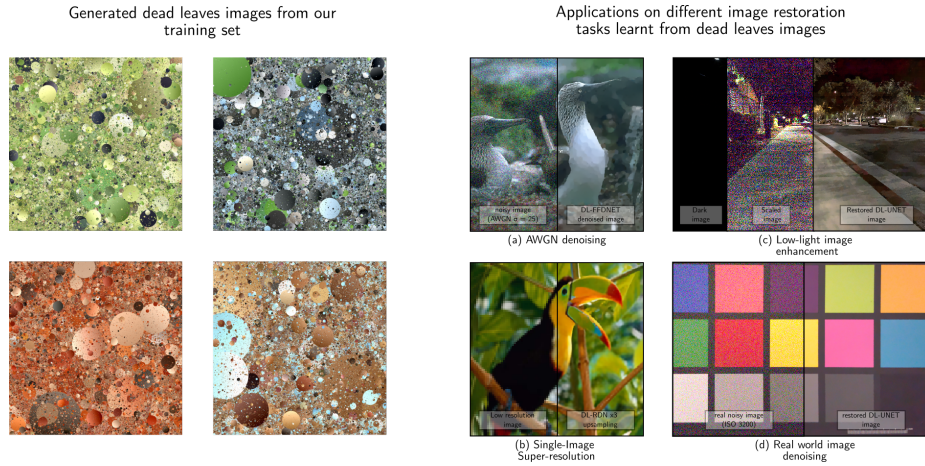 Generated dead leaves images from our
training set
Applications on different image restoration
tasks learnt from dead leaves images
noisy image
(AWGN σ = 25)
DL-FFDNET
denoised image
(a) AWGN denoising
Dark
image
Scaled
image
Restored DL-UNET
image
(c) Low-light image
enhancement
Low resolution
image
DL-RDN x3
upsampling
(b) Single-Image
Super-resolution
real noisy image
(ISO 3200)
restored DL-UNET
image
(d) Real world image
denoising